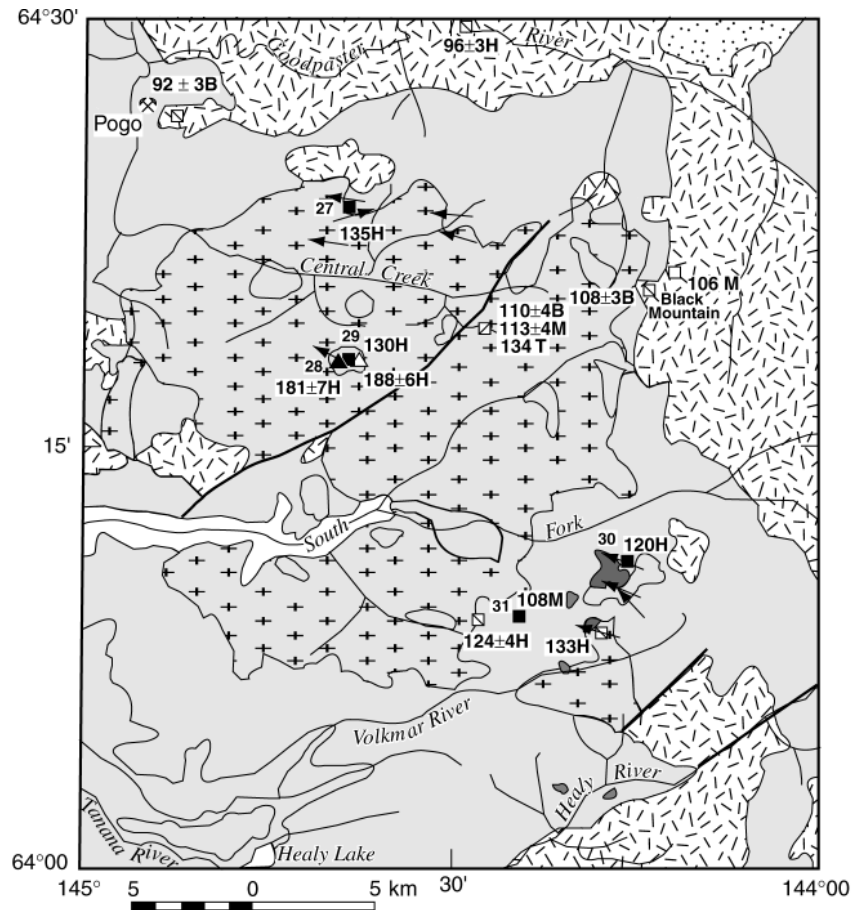 64°30'
96±3H
River
Goodpaster
92 ± 3B
Pogo
27
135H
Central Creek
106 M
108±3B
Black
Mountain
110±4B
113±4M
134 T
29
130H
28
181±7H
188±6H
15'
South
Fork
30
120H
31
108M
124±4H
133H
Volkmar River
Healy
River
Tanana
River
Healy Lake
64°00
145°
30'
144°00
5
0
5 km